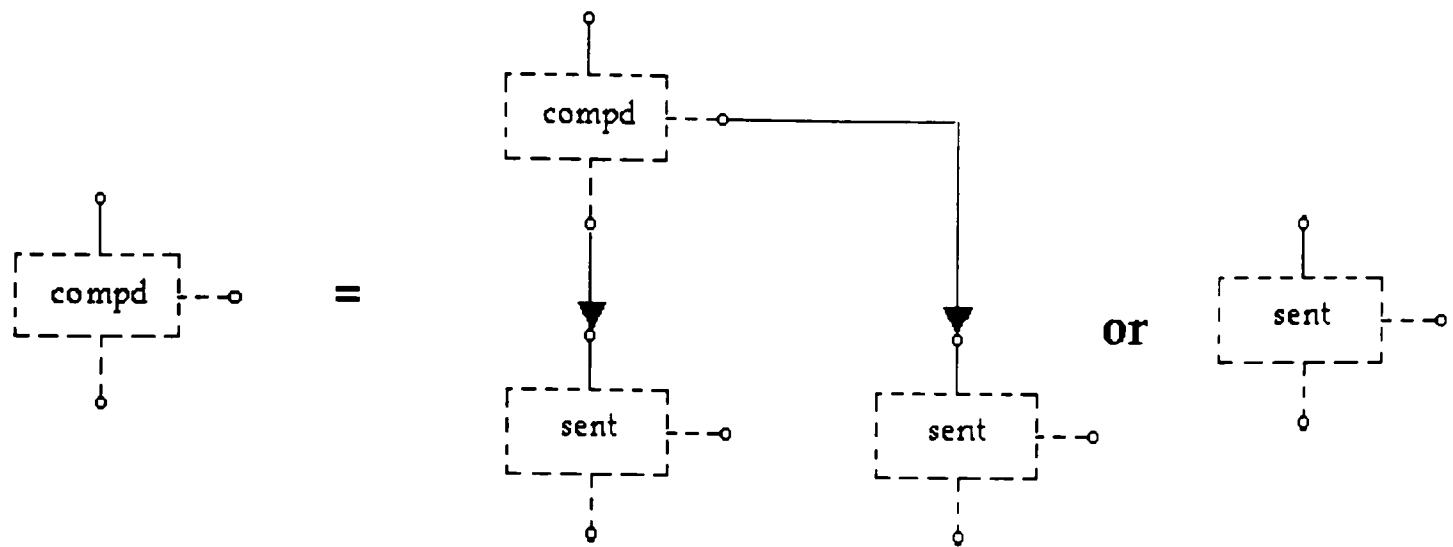 compd
compd
=
sent
sent
or
sent